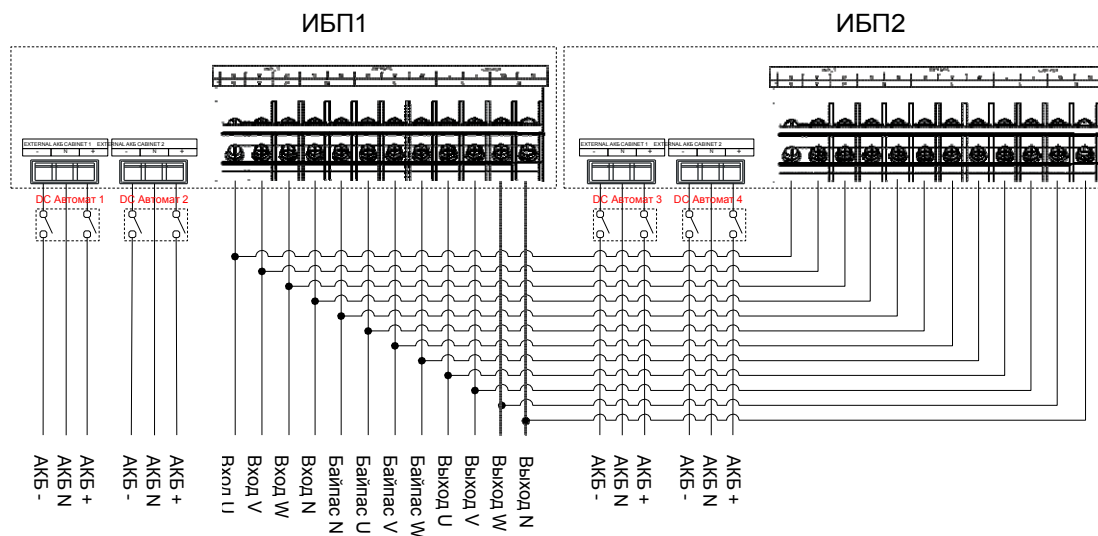 ИБП1
ИБП2
EXTERNAL АКБ CABINET 1
EXTERNAL АКБ CABINET 2
- N +
- N +
EXTERNAL АКБ CABINET 1
EXTERNAL АКБ CABINET 2
- N +
- N +
DC Автомат 1
DC Автомат 2
DC Автомат 3
DC Автомат 4
АКБ -
АКБ N
АКБ +
АКБ -
АКБ N
АКБ +
Вход U
Вход V
Вход W
Вход N
Байпас N
Байпас U
Байпас V
Байпас W
Выход U
Выход V
Выход W
Выход N
АКБ -
АКБ N
АКБ +
АКБ -
АКБ N
АКБ +